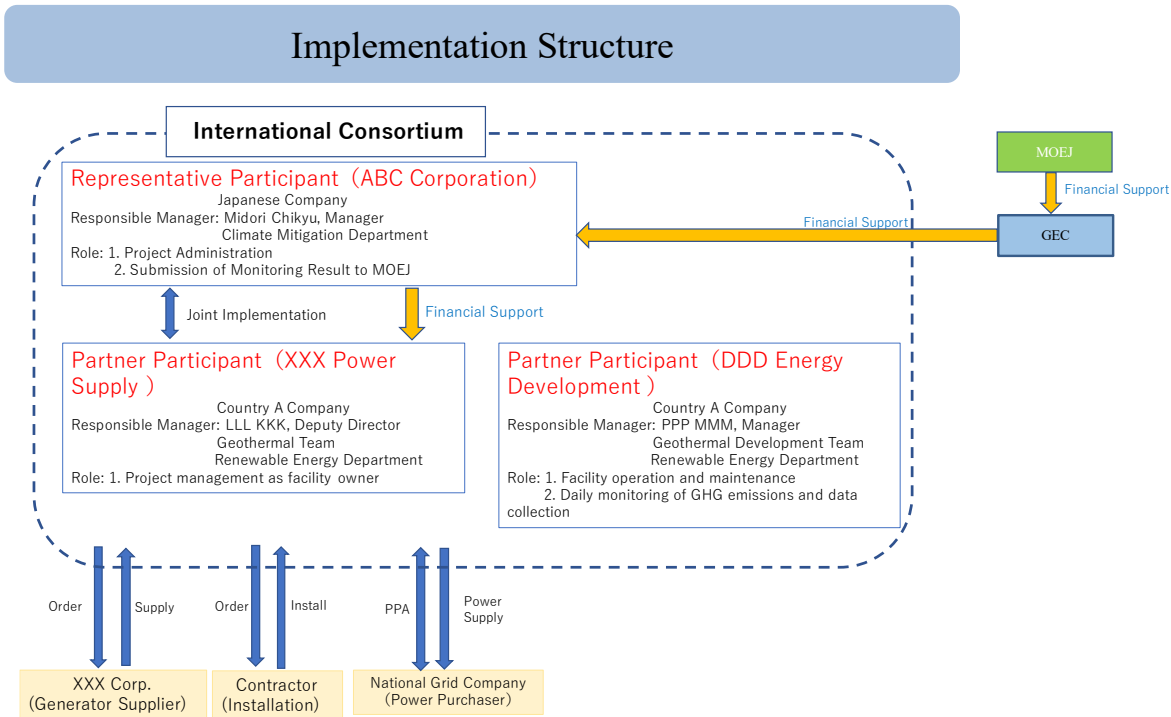 Implementation Structure
International Consortium
MOEJ
Financial Support
GEC
Financial Support
Representative Participant（ABC Corporation）
Japanese Company
Responsible Manager: Midori Chikyu, Manager
Climate Mitigation Department
Role: 1. Project Administration
2. Submission of Monitoring Result to MOEJ
Joint Implementation
Financial Support
Partner Participant（XXX Power
Supply ）
Country A Company
Responsible Manager: LLL KKK, Deputy Director
Geothermal Team
Renewable Energy Department
Role: 1. Project management as facility owner
Partner Participant（DDD Energy
Development ）
Country A Company
Responsible Manager: PPP MMM, Manager
Geothermal Development Team
Renewable Energy Department
Role: 1. Facility operation and maintenance
2. Daily monitoring of GHG emissions and data
collection
Order
Supply
Order
Install
PPA
Power
Supply
XXX Corp.
(Generator Supplier)
Contractor
(Installation)
National Grid Company
（Power Purchaser）